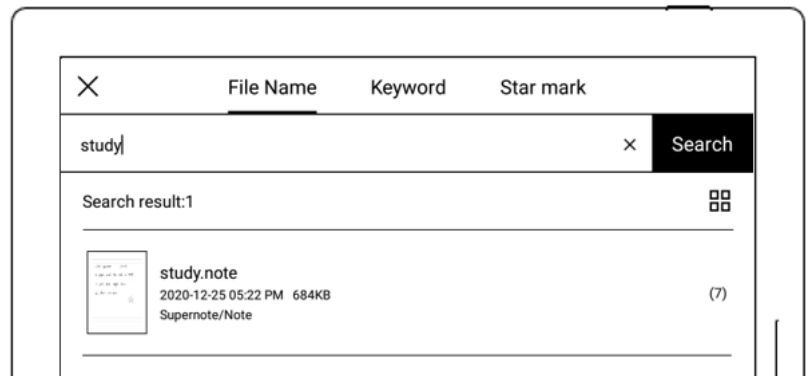 File Name Keyword Star mark
study Search
Search result:1
study.note
2020-12-25 05:22 PM 684KB
(7)
Supernote/Note